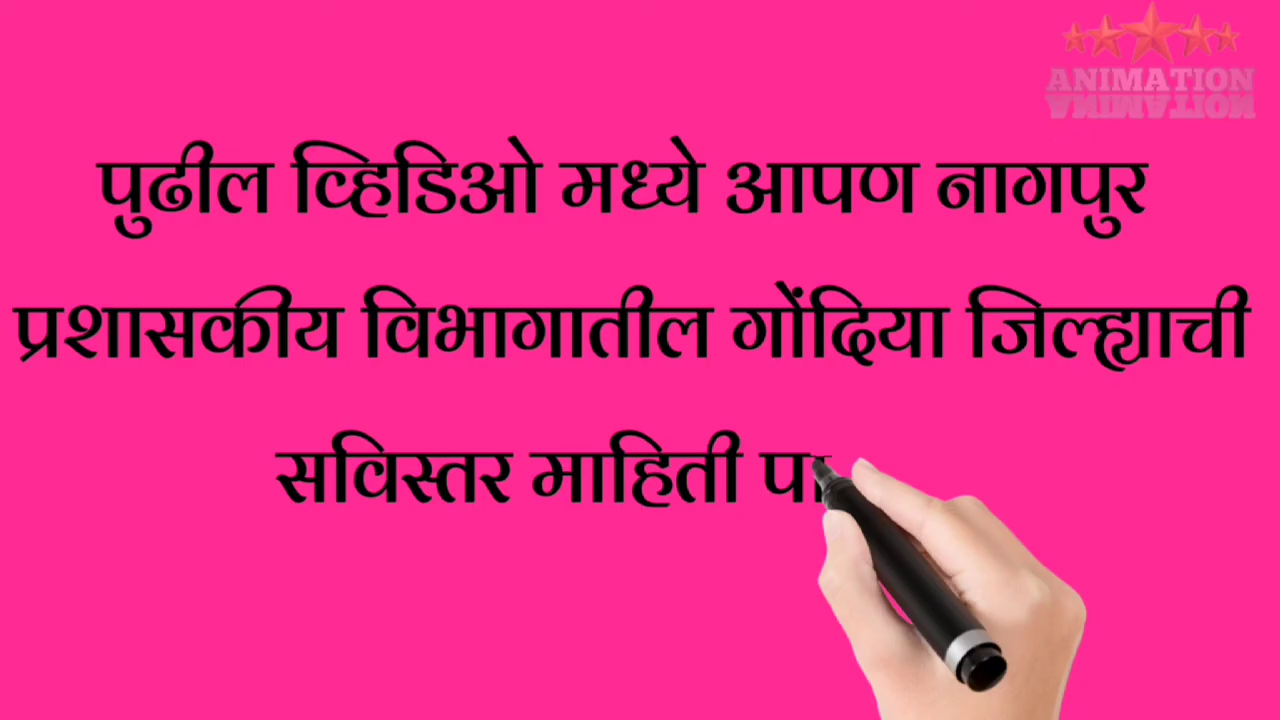 ANIMATION
पुढील व्हिडिओ मध्ये आपण नागपुर
प्रशासकीय विभागातील गोंदिया जिल्ह्याची
सविस्तर माहिती पा